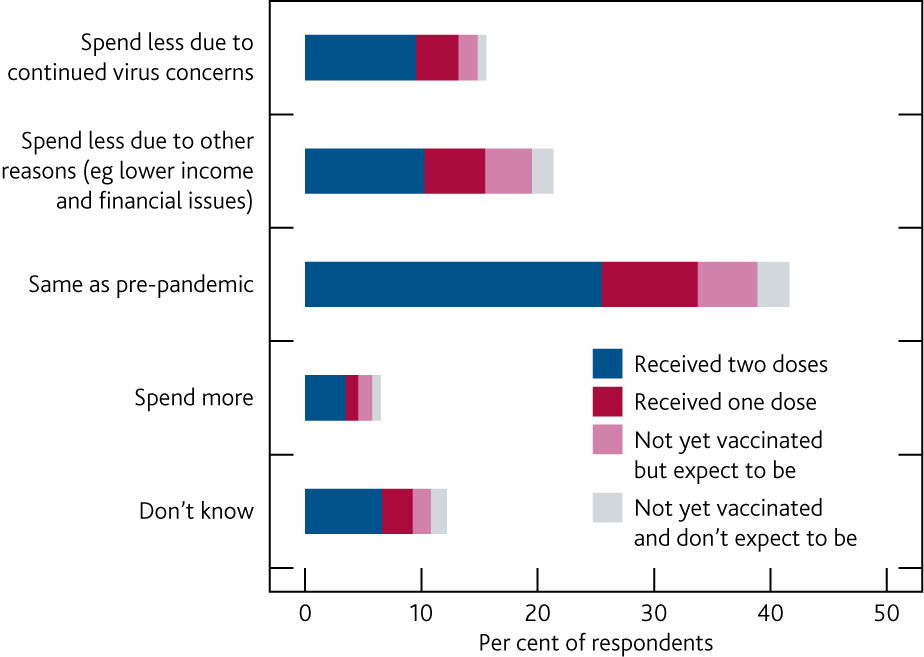 Spend less due to
continued virus concerns
Spend less due to other
reasons (eg lower income
and financial issues)
Same as pre-pandemic
Spend more
Don’t know
Received two doses
Received one dose
Not yet vaccinated
but expect to be
Not yet vaccinated
and don’t expect to be
0 10 20 30 40 50
Per cent of respondents